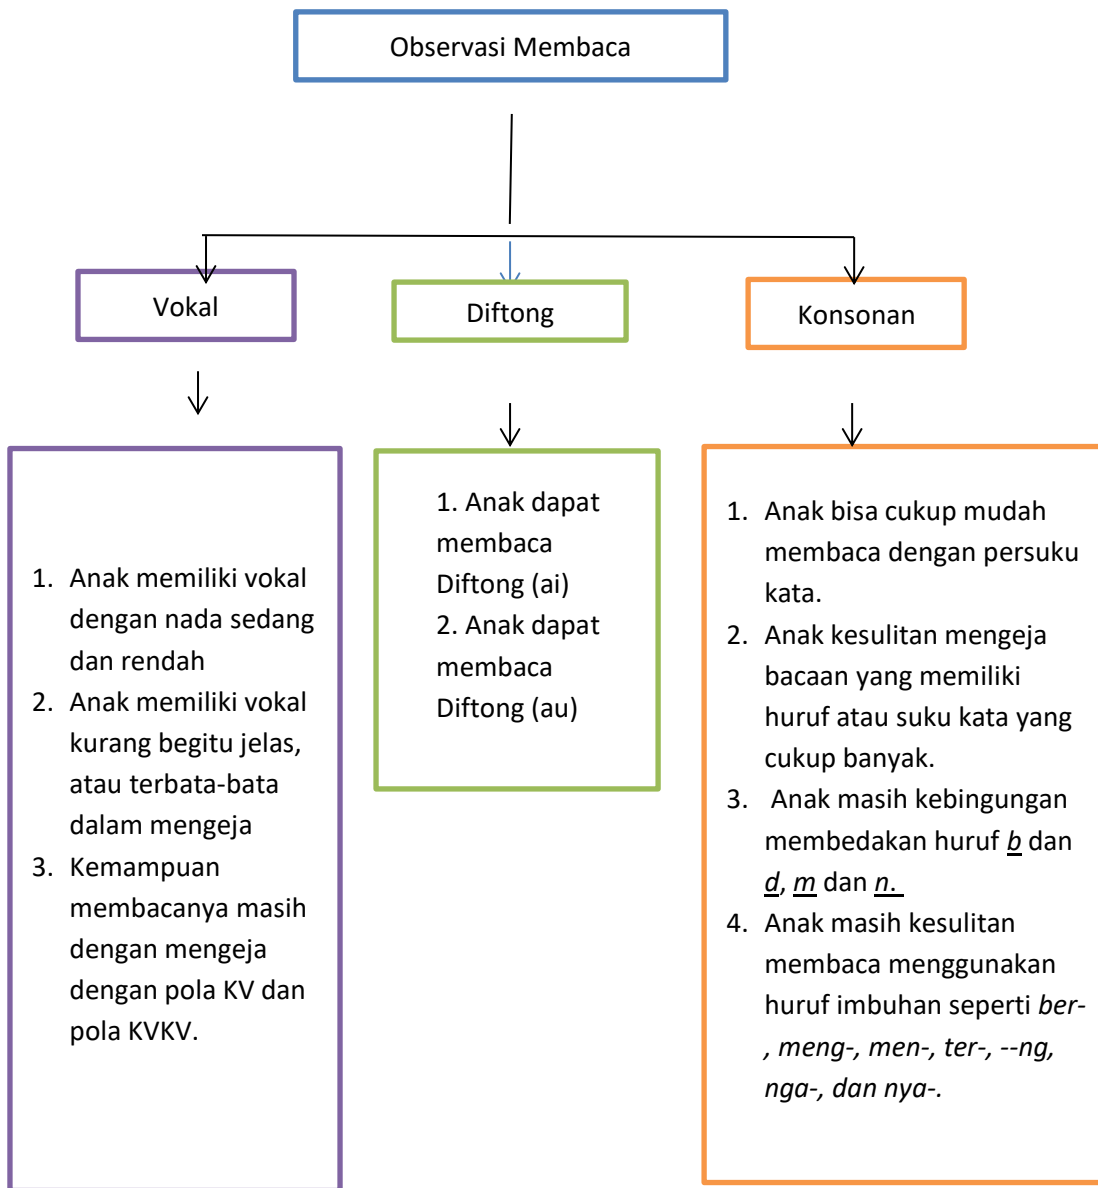 Observasi Membaca
Vokal
Diftong
Konsonan
1. Anak memiliki vokal
dengan nada sedang
dan rendah
2. Anak memiliki vokal
kurang begitu jelas,
atau terbata-bata
dalam mengeja
3. Kemampuan
membacanya masih
dengan mengeja
dengan pola KV dan
pola KVKV.
1. Anak dapat
membaca
Diftong (ai)
2. Anak dapat
membaca
Diftong (au)
1. Anak bisa cukup mudah
membaca dengan persuku
kata.
2. Anak kesulitan mengeja
bacaan yang memiliki
huruf atau suku kata yang
cukup banyak.
3. Anak masih kebingungan
membedakan huruf b dan
d, m dan n.
4. Anak masih kesulitan
membaca menggunakan
huruf imbuhan seperti ber-
, meng-, men-, ter-, --ng,
nga-, dan nya-.